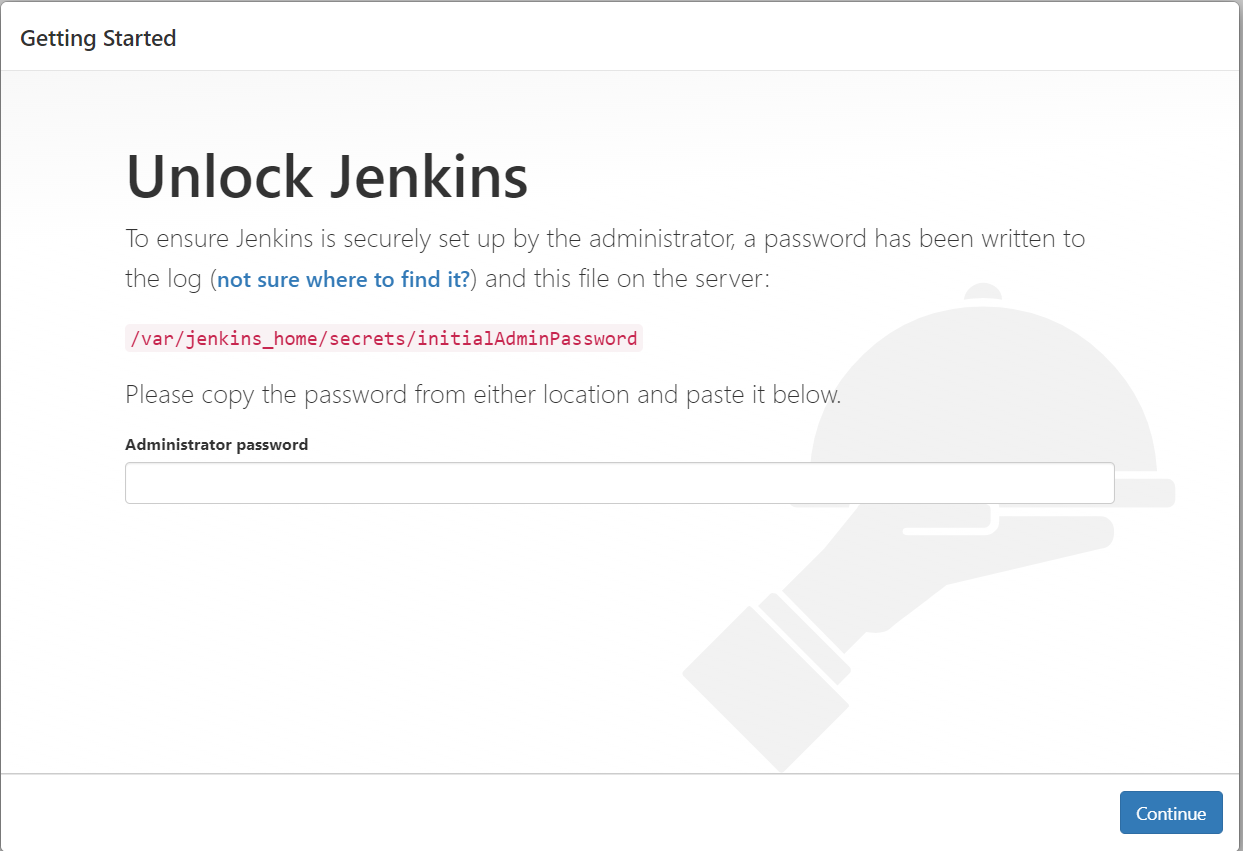 Getting Started
Unlock Jenkins
To ensure Jenkins is securely set up by the administrator, a password has been written to
the log (not sure where to find it?) and this file on the server:
/var/jenkins_home/secrets/initialAdminPassword
Please copy the password from either location and paste it below.
Administrator password
Continue